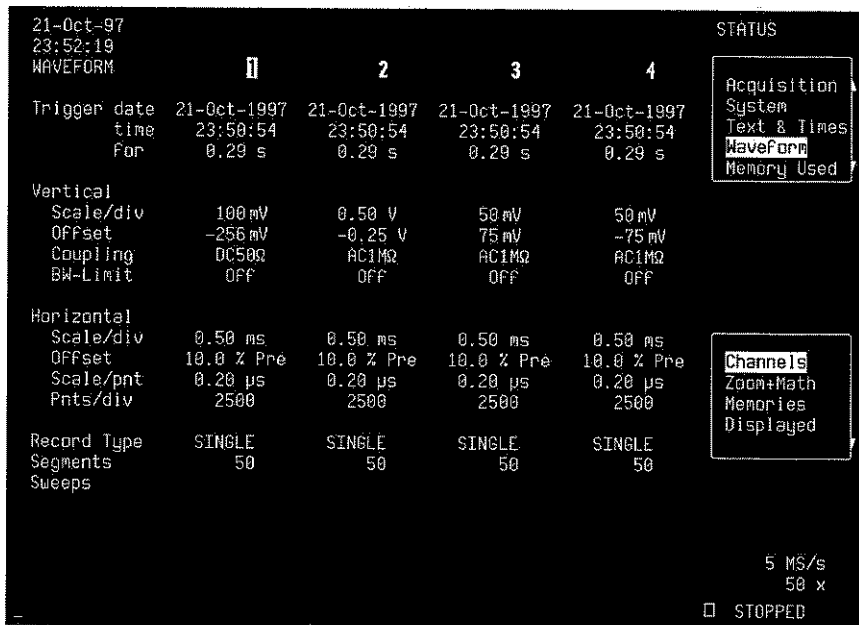 21-Oct-97
23:52:19
STATUS
WAVEFORM 1 2 3 4
Acquisition
System
Text & Times
Waveform
Memory Used
Trigger date 21-Oct-1997 21-Oct-1997 21-Oct-1997 21-Oct-1997
time 23:50:54 23:50:54 23:50:54 23:50:54
for 0.29 s 0.29 s 0.29 s 0.29 s
Vertical
Scale/div 100 mV 0.50 V 50 mV 50 mV
Offset -256 mV -0.25 V 75 mV -75 mV
Coupling DC50Ω AC1MΩ AC1MΩ AC1MΩ
BW-Limit Off Off Off Off
Horizontal
Scale/div 0.50 ms 0.50 ms 0.50 ms 0.50 ms
Offset 10.0 % Pre 10.0 % Pre 10.0 % Pre 10.0 % Pre
Scale/pnt 0.20 µs 0.20 µs 0.20 µs 0.20 µs
Pnts/div 2500 2500 2500 2500
Channels
Zoom+Math
Memories
Displayed
Record Type SINGLE SINGLE SINGLE SINGLE
Segments 50 50 50 50
Sweeps
5 MS/s
50 x
STOPPED